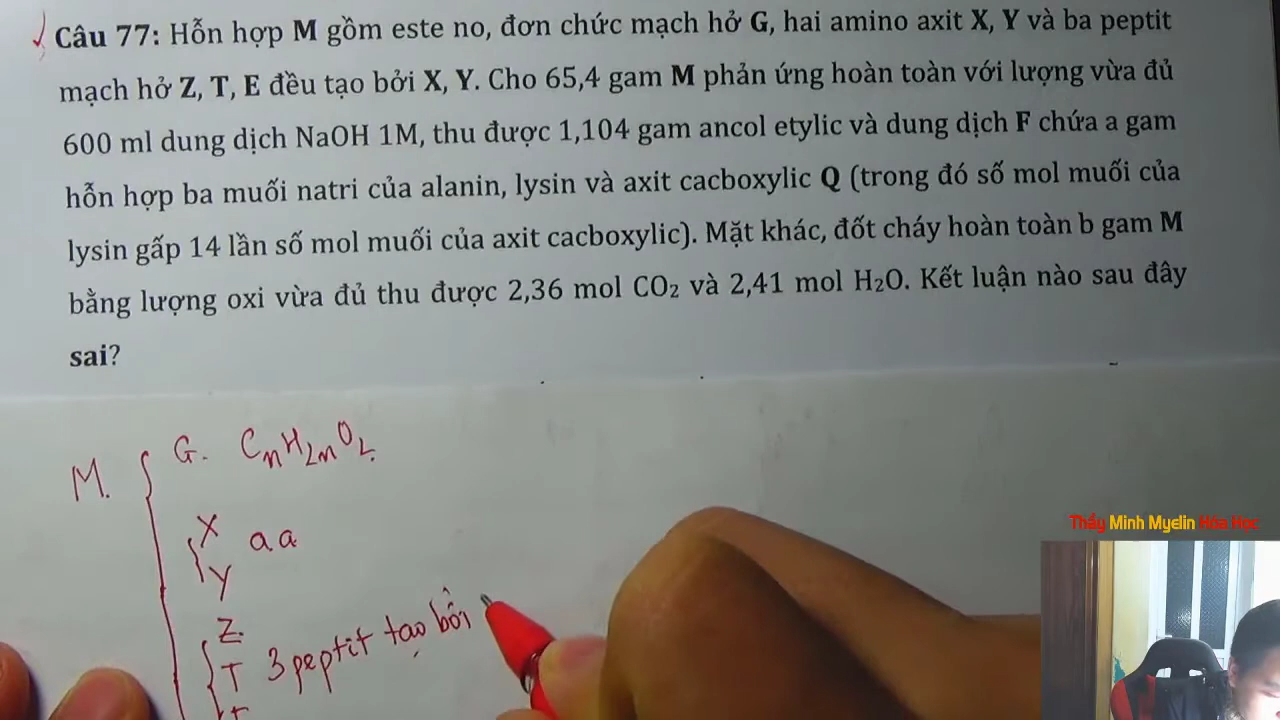 Câu 77: Hỗn hợp M gồm este no, đơn chức mạch hở G, hai amino axit X, Y và ba peptit
mạch hở Z, T, E đều tạo bởi X, Y. Cho 65,4 gam M phản ứng hoàn toàn với lượng vừa đủ
600 ml dung dịch NaOH 1M, thu được 1,104 gam ancol etylic và dung dịch F chứa a gam
hỗn hợp ba muối natri của alanin, lysin và axit cacboxylic Q (trong đó số mol muối của
lysin gấp 14 lần số mol muối của axit cacboxylic). Mặt khác, đốt cháy hoàn toàn b gam M
bằng lượng oxi vừa đủ thu được 2,36 mol CO₂ và 2,41 mol H₂O. Kết luận nào sau đây
sai?
M. G. CnH2nO2.
X aa
Y
Z.
T 3 peptit tạo bởi
Thầy Minh Myelin Hóa Học